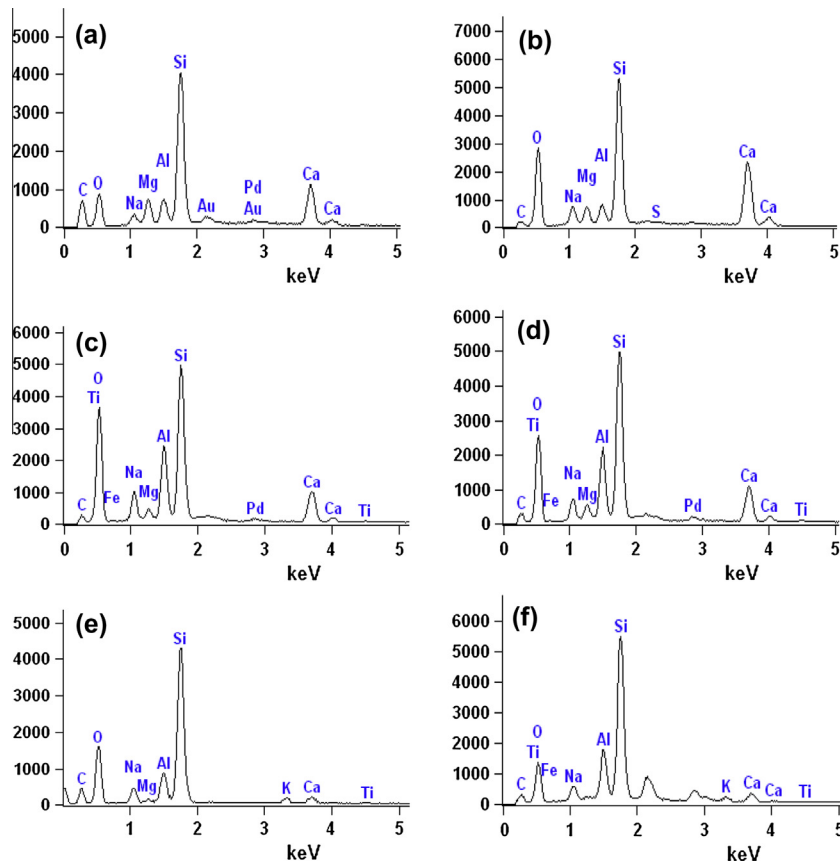 (a)
5000
4000
3000
2000
1000
0
C
O
Na
Mg
Al
Si
Au
Pd
Au
Ca
Ca
0 1 2 3 4 5
keV
(b)
7000
6000
5000
4000
3000
2000
1000
0
C
O
Na
Mg
Al
Si
S
Ca
Ca
0 1 2 3 4 5
keV
(c)
6000
5000
4000
3000
2000
1000
0
C
O
Ti
Fe
Na
Mg
Al
Si
Pd
Ca
Ca
Ti
0 1 2 3 4 5
keV
(d)
6000
5000
4000
3000
2000
1000
0
C
O
Ti
Fe
Na
Mg
Al
Si
Pd
Ca
Ca
Ti
0 1 2 3 4 5
keV
(e)
5000
4000
3000
2000
1000
0
C
O
Na
Mg
Al
Si
K
Ca
Ti
0 1 2 3 4 5
keV
(f)
6000
5000
4000
3000
2000
1000
0
C
O
Ti
Fe
Na
Al
Si
K
Ca
Ca
Ti
0 1 2 3 4 5
keV